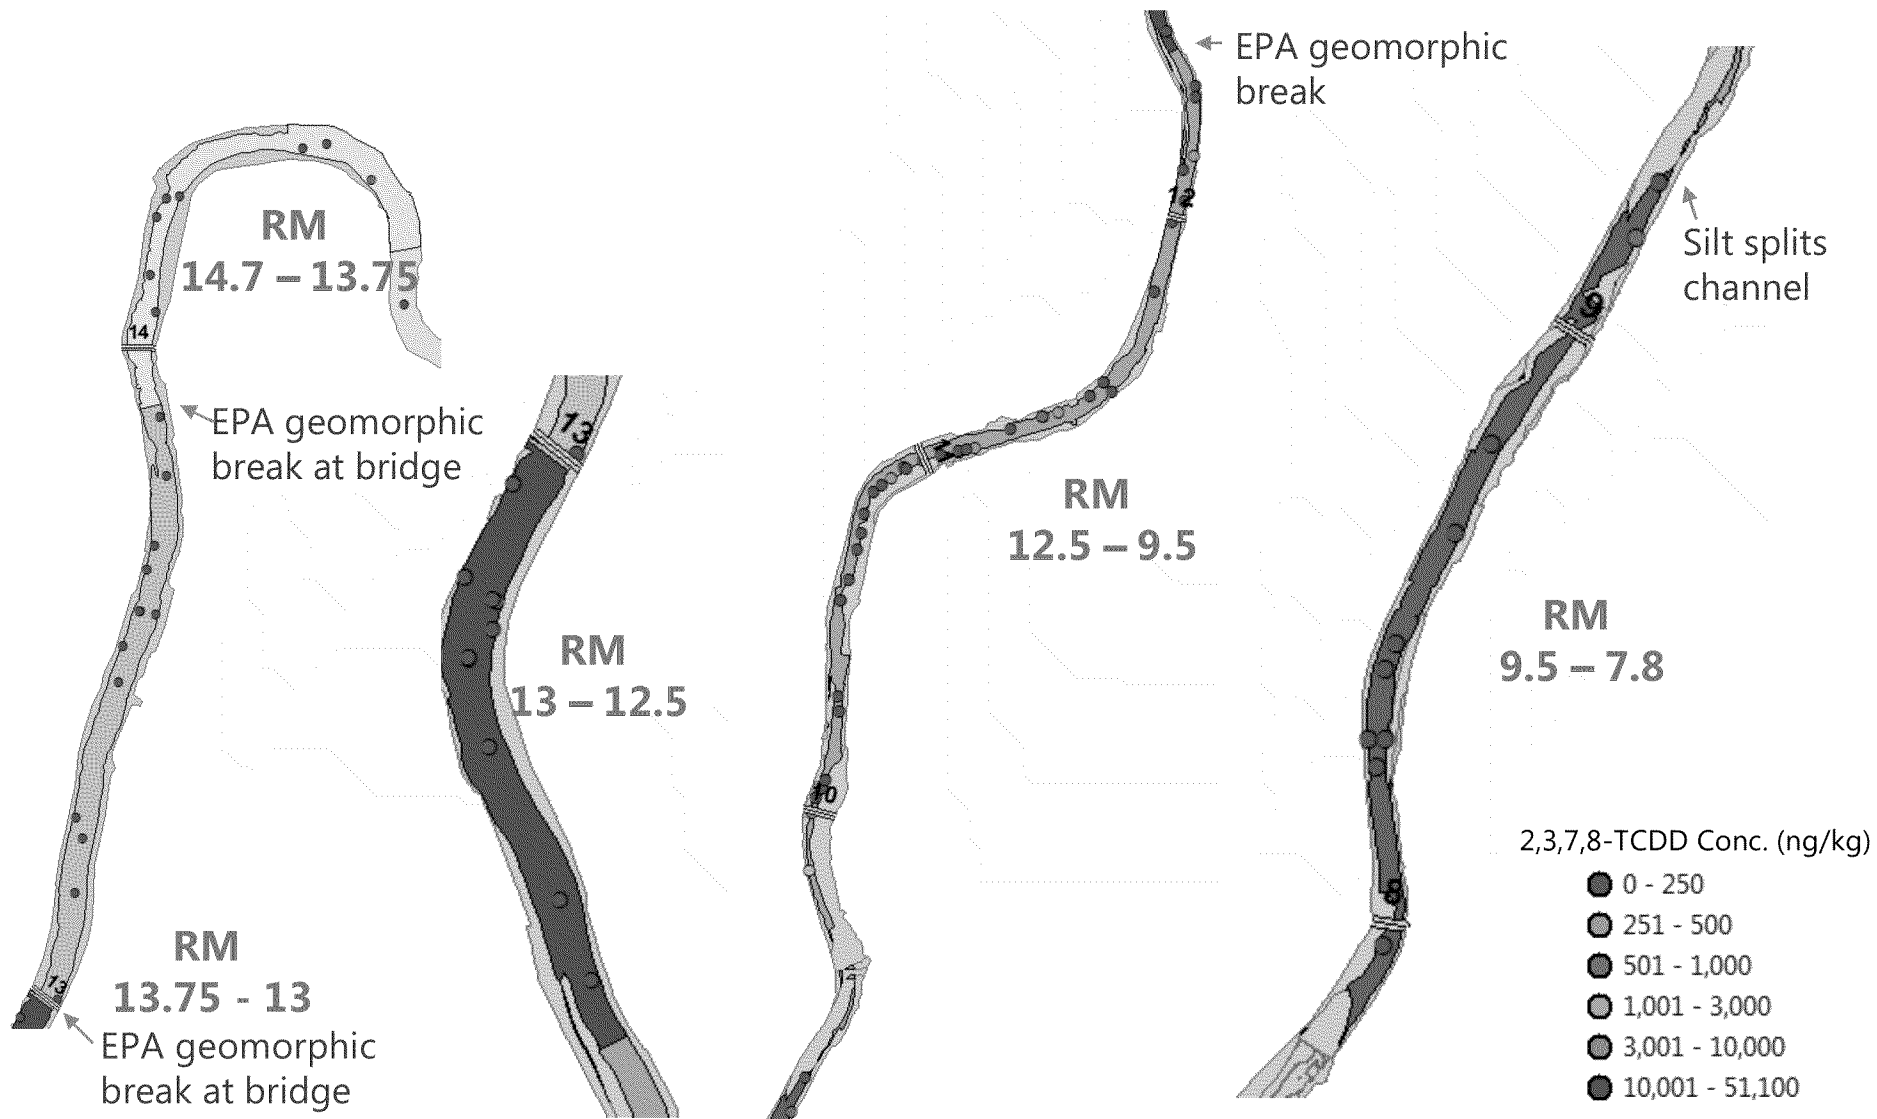 EPA geomorphic
break
RM
14.7 – 13.75
14
EPA geomorphic
break at bridge
13
RM
13.75 - 13
EPA geomorphic
break at bridge
13
RM
13 – 12.5
12
RM
12.5 – 9.5
10
Silt splits
channel
9
RM
9.5 – 7.8
8
2,3,7,8-TCDD Conc. (ng/kg)
0 - 250
251 - 500
501 - 1,000
1,001 - 3,000
3,001 - 10,000
10,001 - 51,100